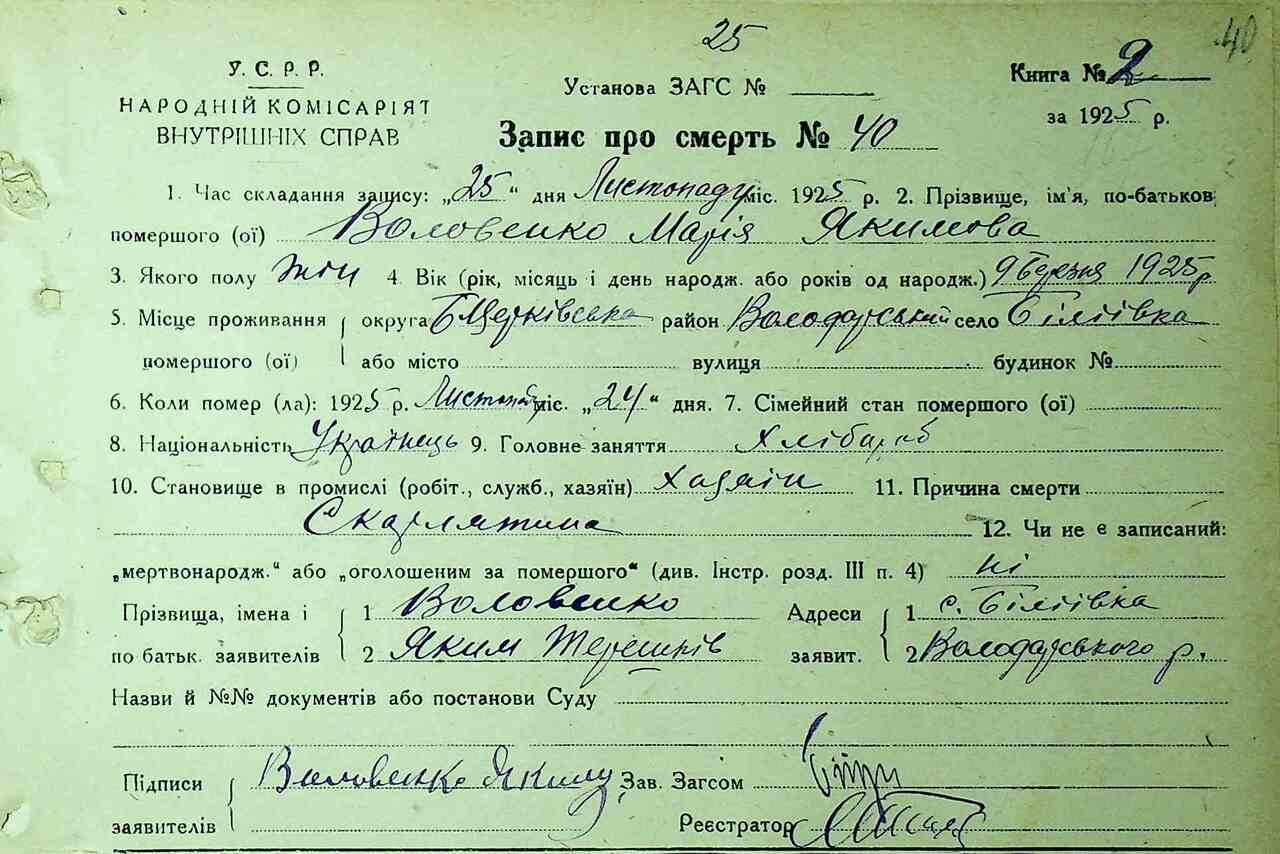 25
40
У. С. Р. Р.
НАРОДНІЙ КОМІСАРІЯТ
ВНУТРІШНІХ СПРАВ
Установа ЗАГС №
Книга № 2
за 1925 р.
Запис про смерть № 40
1. Час складання запису: „25“ дня Листопаду міс. 1925 р. 2. Прізвище, ім'я, по-батьков
помершого (ої) Воловенко Марія Якимова
3. Якого полу жін 4. Вік (рік, місяць і день народж. або років од народж.) 9 Березня 1925 р
5. Місце проживання округа БЦерківська район Володарський село Біліївка
помершого (ої) або місто вулиця будинок №
6. Коли помер (ла): 1925 р. Листопаду міс. „24“ дня. 7. Сімейний стан помершого (ої)
8. Національність Українець 9. Головне заняття Хлібороб
10. Становище в промислі (робіт., служб., хазяїн) Хазяін 11. Причина смерти
Скарлятина 12. Чи не є записаний:
„мертвонародж.“ або „оголошеним за помершого“ (див. Інстр. розд. III п. 4) ні
Прізвища, імена і 1 Воловенко Адреси 1 с. Біліївка
по батьк. заявителів 2 Яким Терешків заявит. 2 Володарського р.
Назви й №№ документів або постанови Суду
Підписи Воловенко Яким Зав. Загсом
заявителів Реєстратор